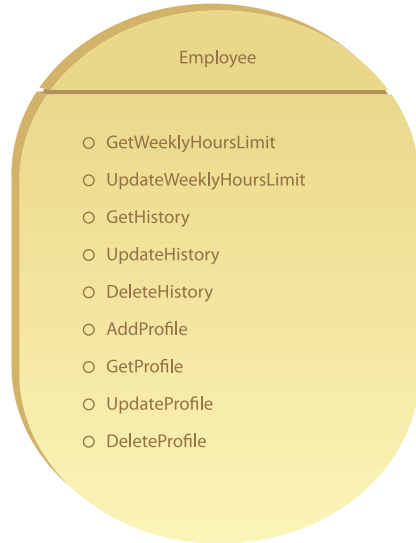 Employee
GetWeeklyHoursLimit
UpdateWeeklyHoursLimit
GetHistory
UpdateHistory
DeleteHistory
AddProfile
GetProfile
UpdateProfile
DeleteProfile